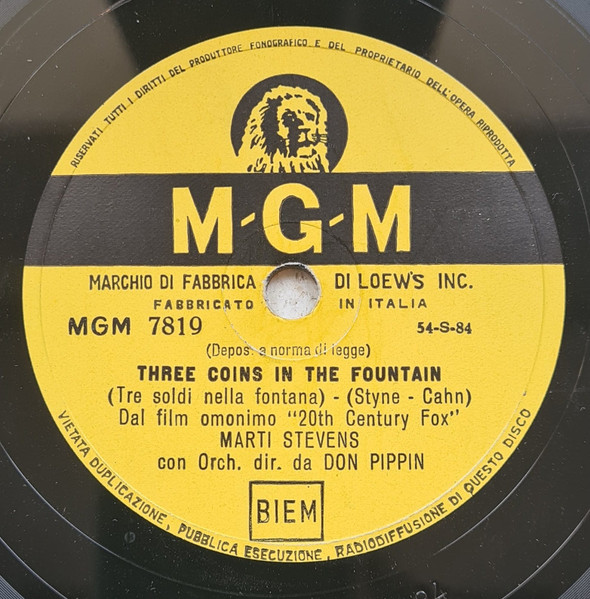 RISERVATI TUTTI I DIRITTI DEL PRODUTTORE FONOGRAFICO E DEL PROPRIETARIO DELL'OPERA RIPRODOTTA
M-G-M
MARCHIO DI FABBRICA DI LOEW'S INC.
FABBRICATO IN ITALIA
MGM 7819 54-S-84
(Depos. a norma di legge)
THREE COINS IN THE FOUNTAIN
(Tre soldi nella fontana) - (Styne - Cahn)
Dal film omonimo "20th Century Fox"
MARTI STEVENS
con Orch. dir. da DON PIPPIN
BIEM
VIETATA DUPLICAZIONE, PUBBLICA ESECUZIONE, RADIODIFFUSIONE DI QUESTO DISCO